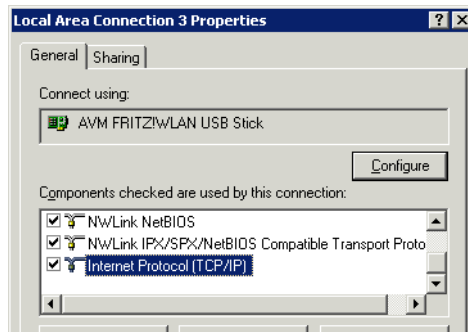 Local Area Connection 3 Properties
General
Sharing
Connect using:
AVM FRITZ!WLAN USB Stick
Configure
Components checked are used by this connection:
NWLink NetBIOS
NWLink IPX/SPX/NetBIOS Compatible Transport Proto
Internet Protocol (TCP/IP)